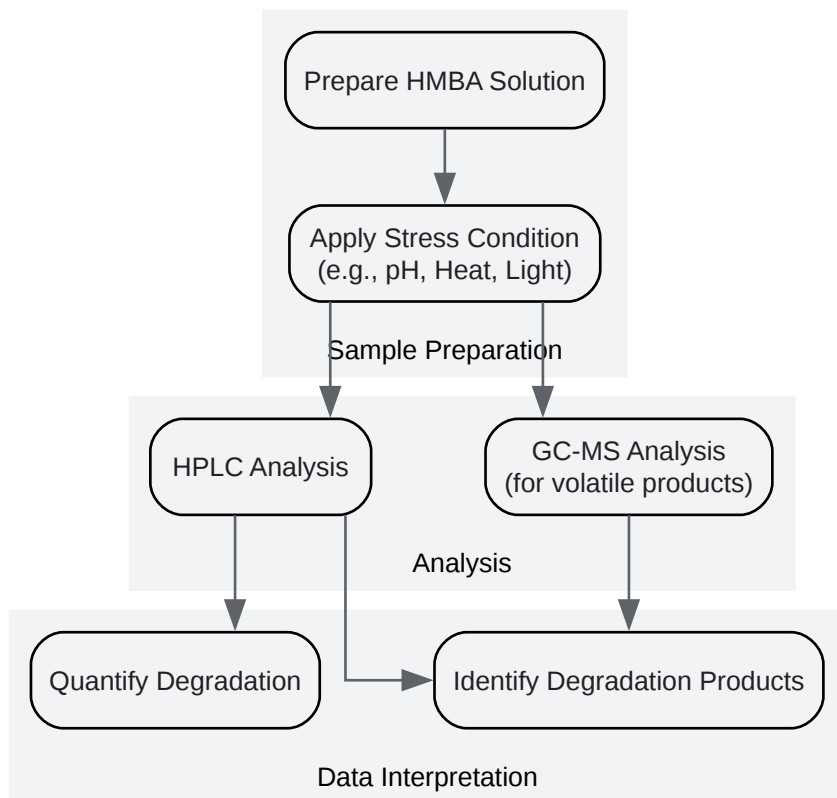 Prepare HMBA Solution
Apply Stress Condition
(e.g., pH, Heat, Light)
Sample Preparation
HPLC Analysis
GC-MS Analysis
(for volatile products)
Analysis
Quantify Degradation
Identify Degradation Products
Data Interpretation